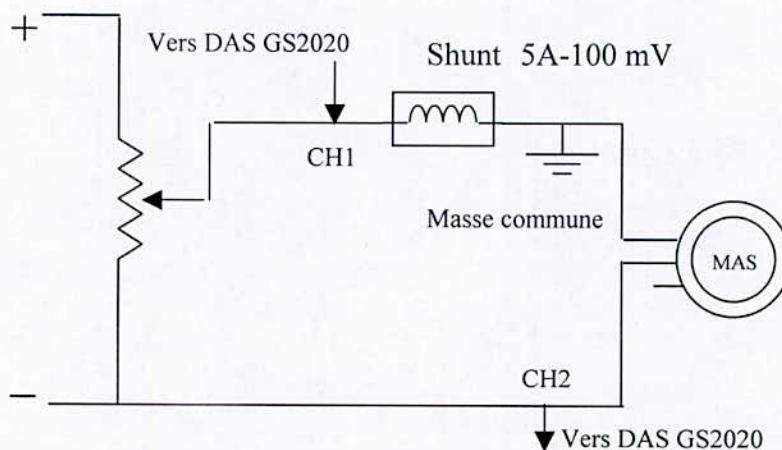 +
Vers DAS GS2020
Shunt 5A-100 mV
CH1
Masse commune
MAS
CH2
−
Vers DAS GS2020